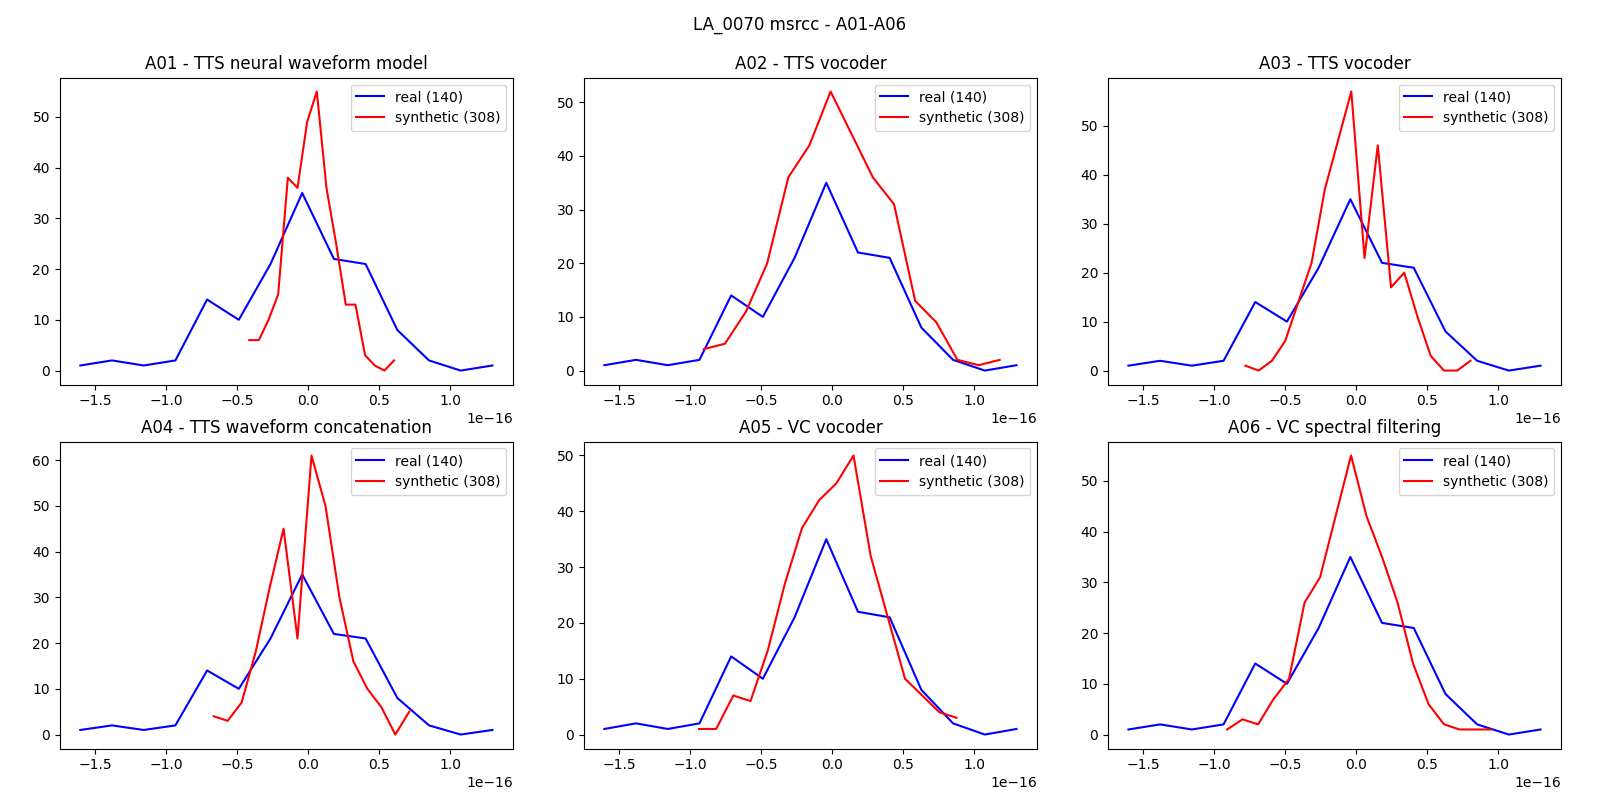 LA_0070 msrcc - A01-A06
A01 - TTS neural waveform model
real (140)
synthetic (308)
50
40
30
20
10
0
−1.5 −1.0 −0.5 0.0 0.5 1.0
1e−16
A02 - TTS vocoder
real (140)
synthetic (308)
50
40
30
20
10
0
−1.5 −1.0 −0.5 0.0 0.5 1.0
1e−16
A03 - TTS vocoder
real (140)
synthetic (308)
50
40
30
20
10
0
−1.5 −1.0 −0.5 0.0 0.5 1.0
1e−16
A04 - TTS waveform concatenation
real (140)
synthetic (308)
60
50
40
30
20
10
0
−1.5 −1.0 −0.5 0.0 0.5 1.0
1e−16
A05 - VC vocoder
real (140)
synthetic (308)
50
40
30
20
10
0
−1.5 −1.0 −0.5 0.0 0.5 1.0
1e−16
A06 - VC spectral filtering
real (140)
synthetic (308)
50
40
30
20
10
0
−1.5 −1.0 −0.5 0.0 0.5 1.0
1e−16